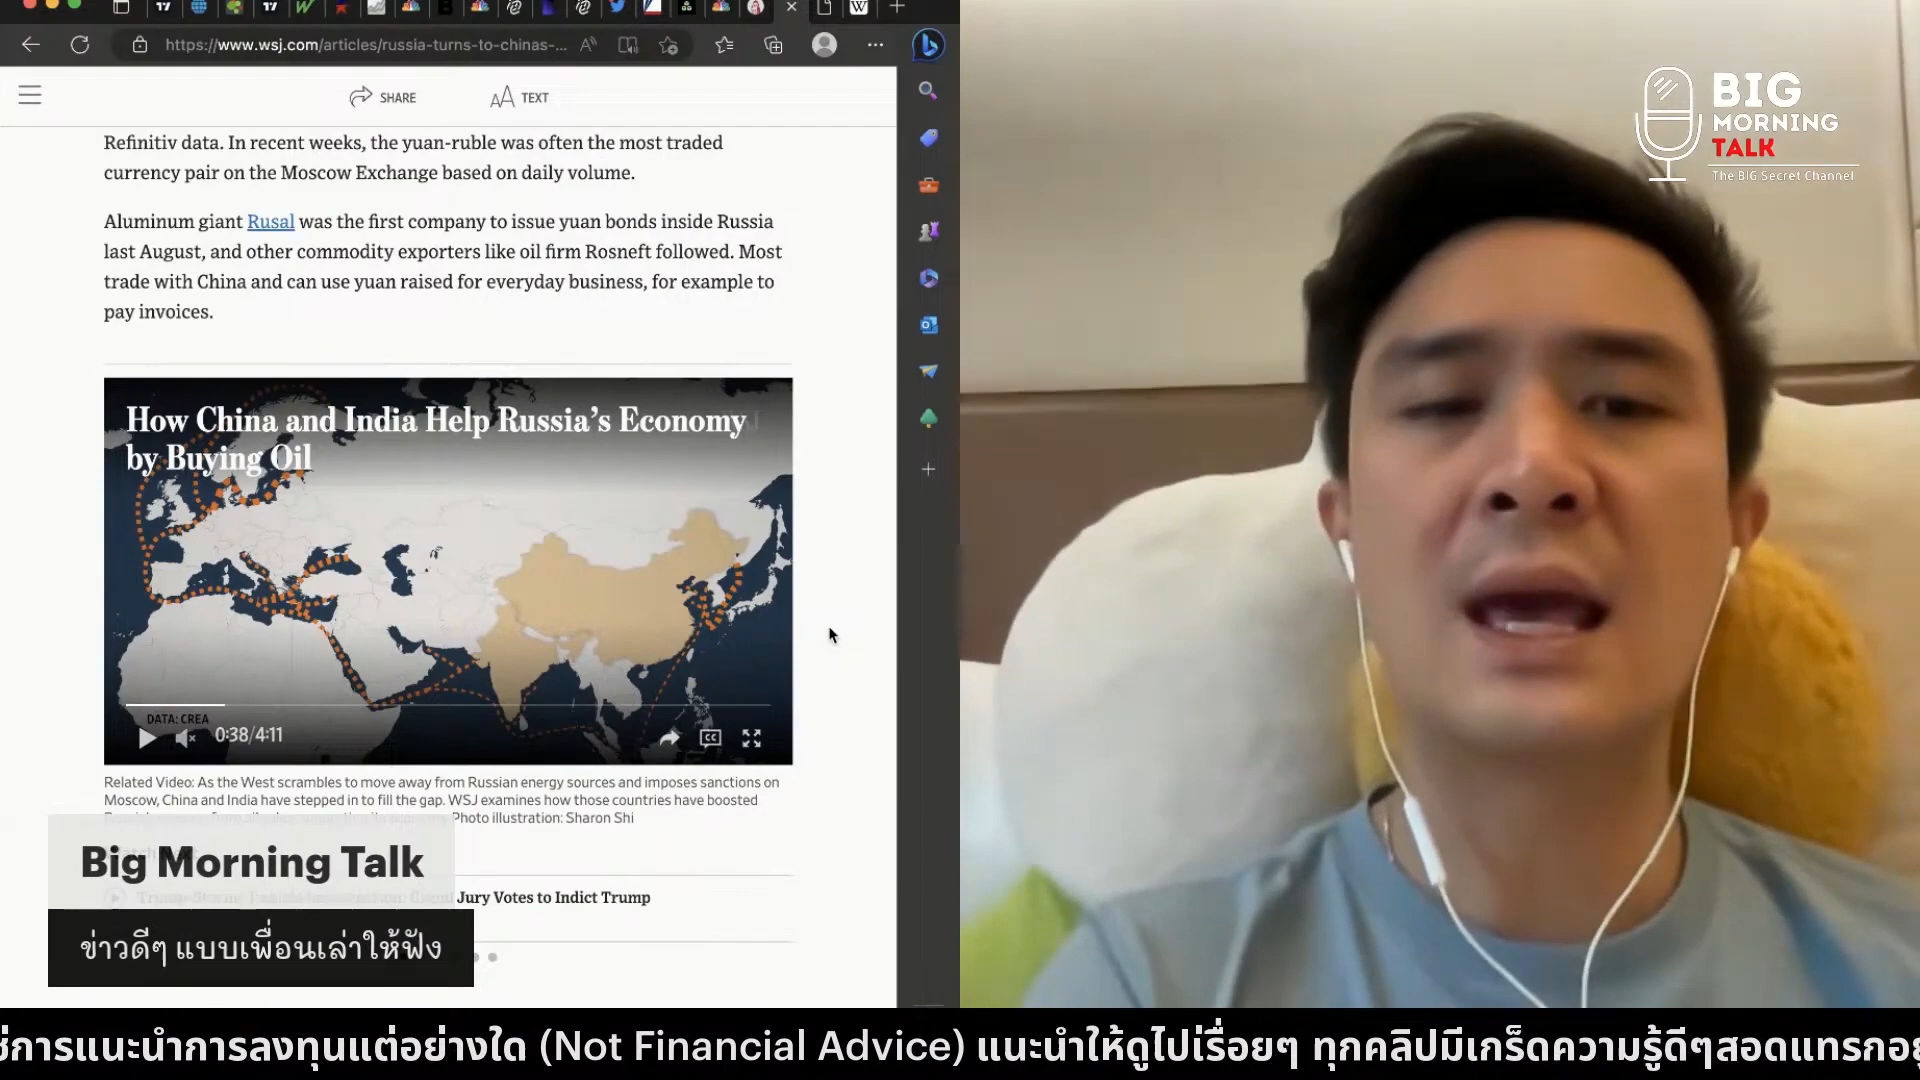 https://www.wsj.com/articles/russia-turns-to-chinas-...
SHARE
TEXT
Refinitiv data. In recent weeks, the yuan-ruble was often the most traded
currency pair on the Moscow Exchange based on daily volume.
Aluminum giant Rusal was the first company to issue yuan bonds inside Russia
last August, and other commodity exporters like oil firm Rosneft followed. Most
trade with China and can use yuan raised for everyday business, for example to
pay invoices.
How China and India Help Russia’s Economy
by Buying Oil
DATA: CREA
0:38/4:11
CC
Related Video: As the West scrambles to move away from Russian energy sources and imposes sanctions on
Moscow, China and India have stepped in to fill the gap. WSJ examines how those countries have boosted
Photo illustration: Sharon Shi
Jury Votes to Indict Trump
Big Morning Talk
ข่าวดีๆ แบบเพื่อนเล่าให้ฟัง
BIG
MORNING
TALK
The BIG Secret Channel
การแนะนำการลงทุนแต่อย่างใด (Not Financial Advice) แนะนำให้ดูไปเรื่อยๆ ทุกคลิปมีเกร็ดความรู้ดีๆสอดแทรก